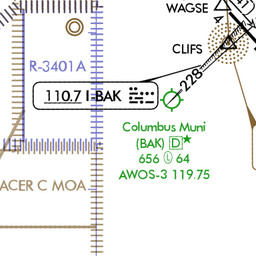 WAGSE
CLIFS
R-3401A
228
110.7 I-BAK
Columbus Muni
(BAK) D★
656 Ⓛ 64
AWOS-3 119.75
ACER C MOA